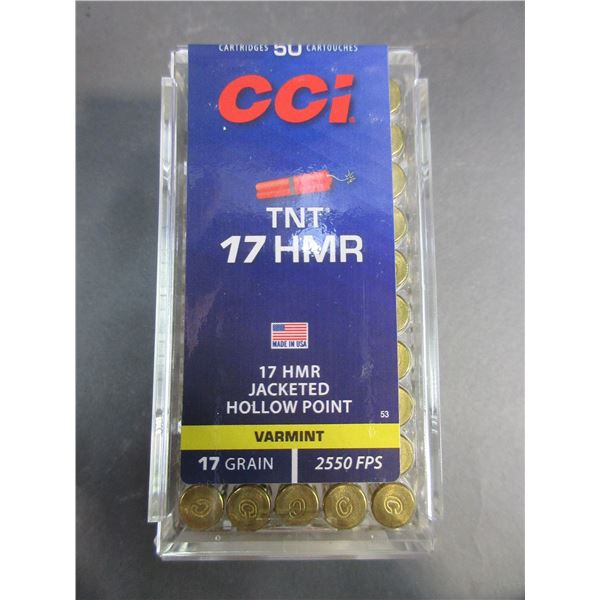 CARTRIDGES 50 CARTOUCHES
CCI
TNT®
17 HMR
MADE IN USA
17 HMR
JACKETED
HOLLOW POINT
53
VARMINT
17 GRAIN 2550 FPS
C C C C C